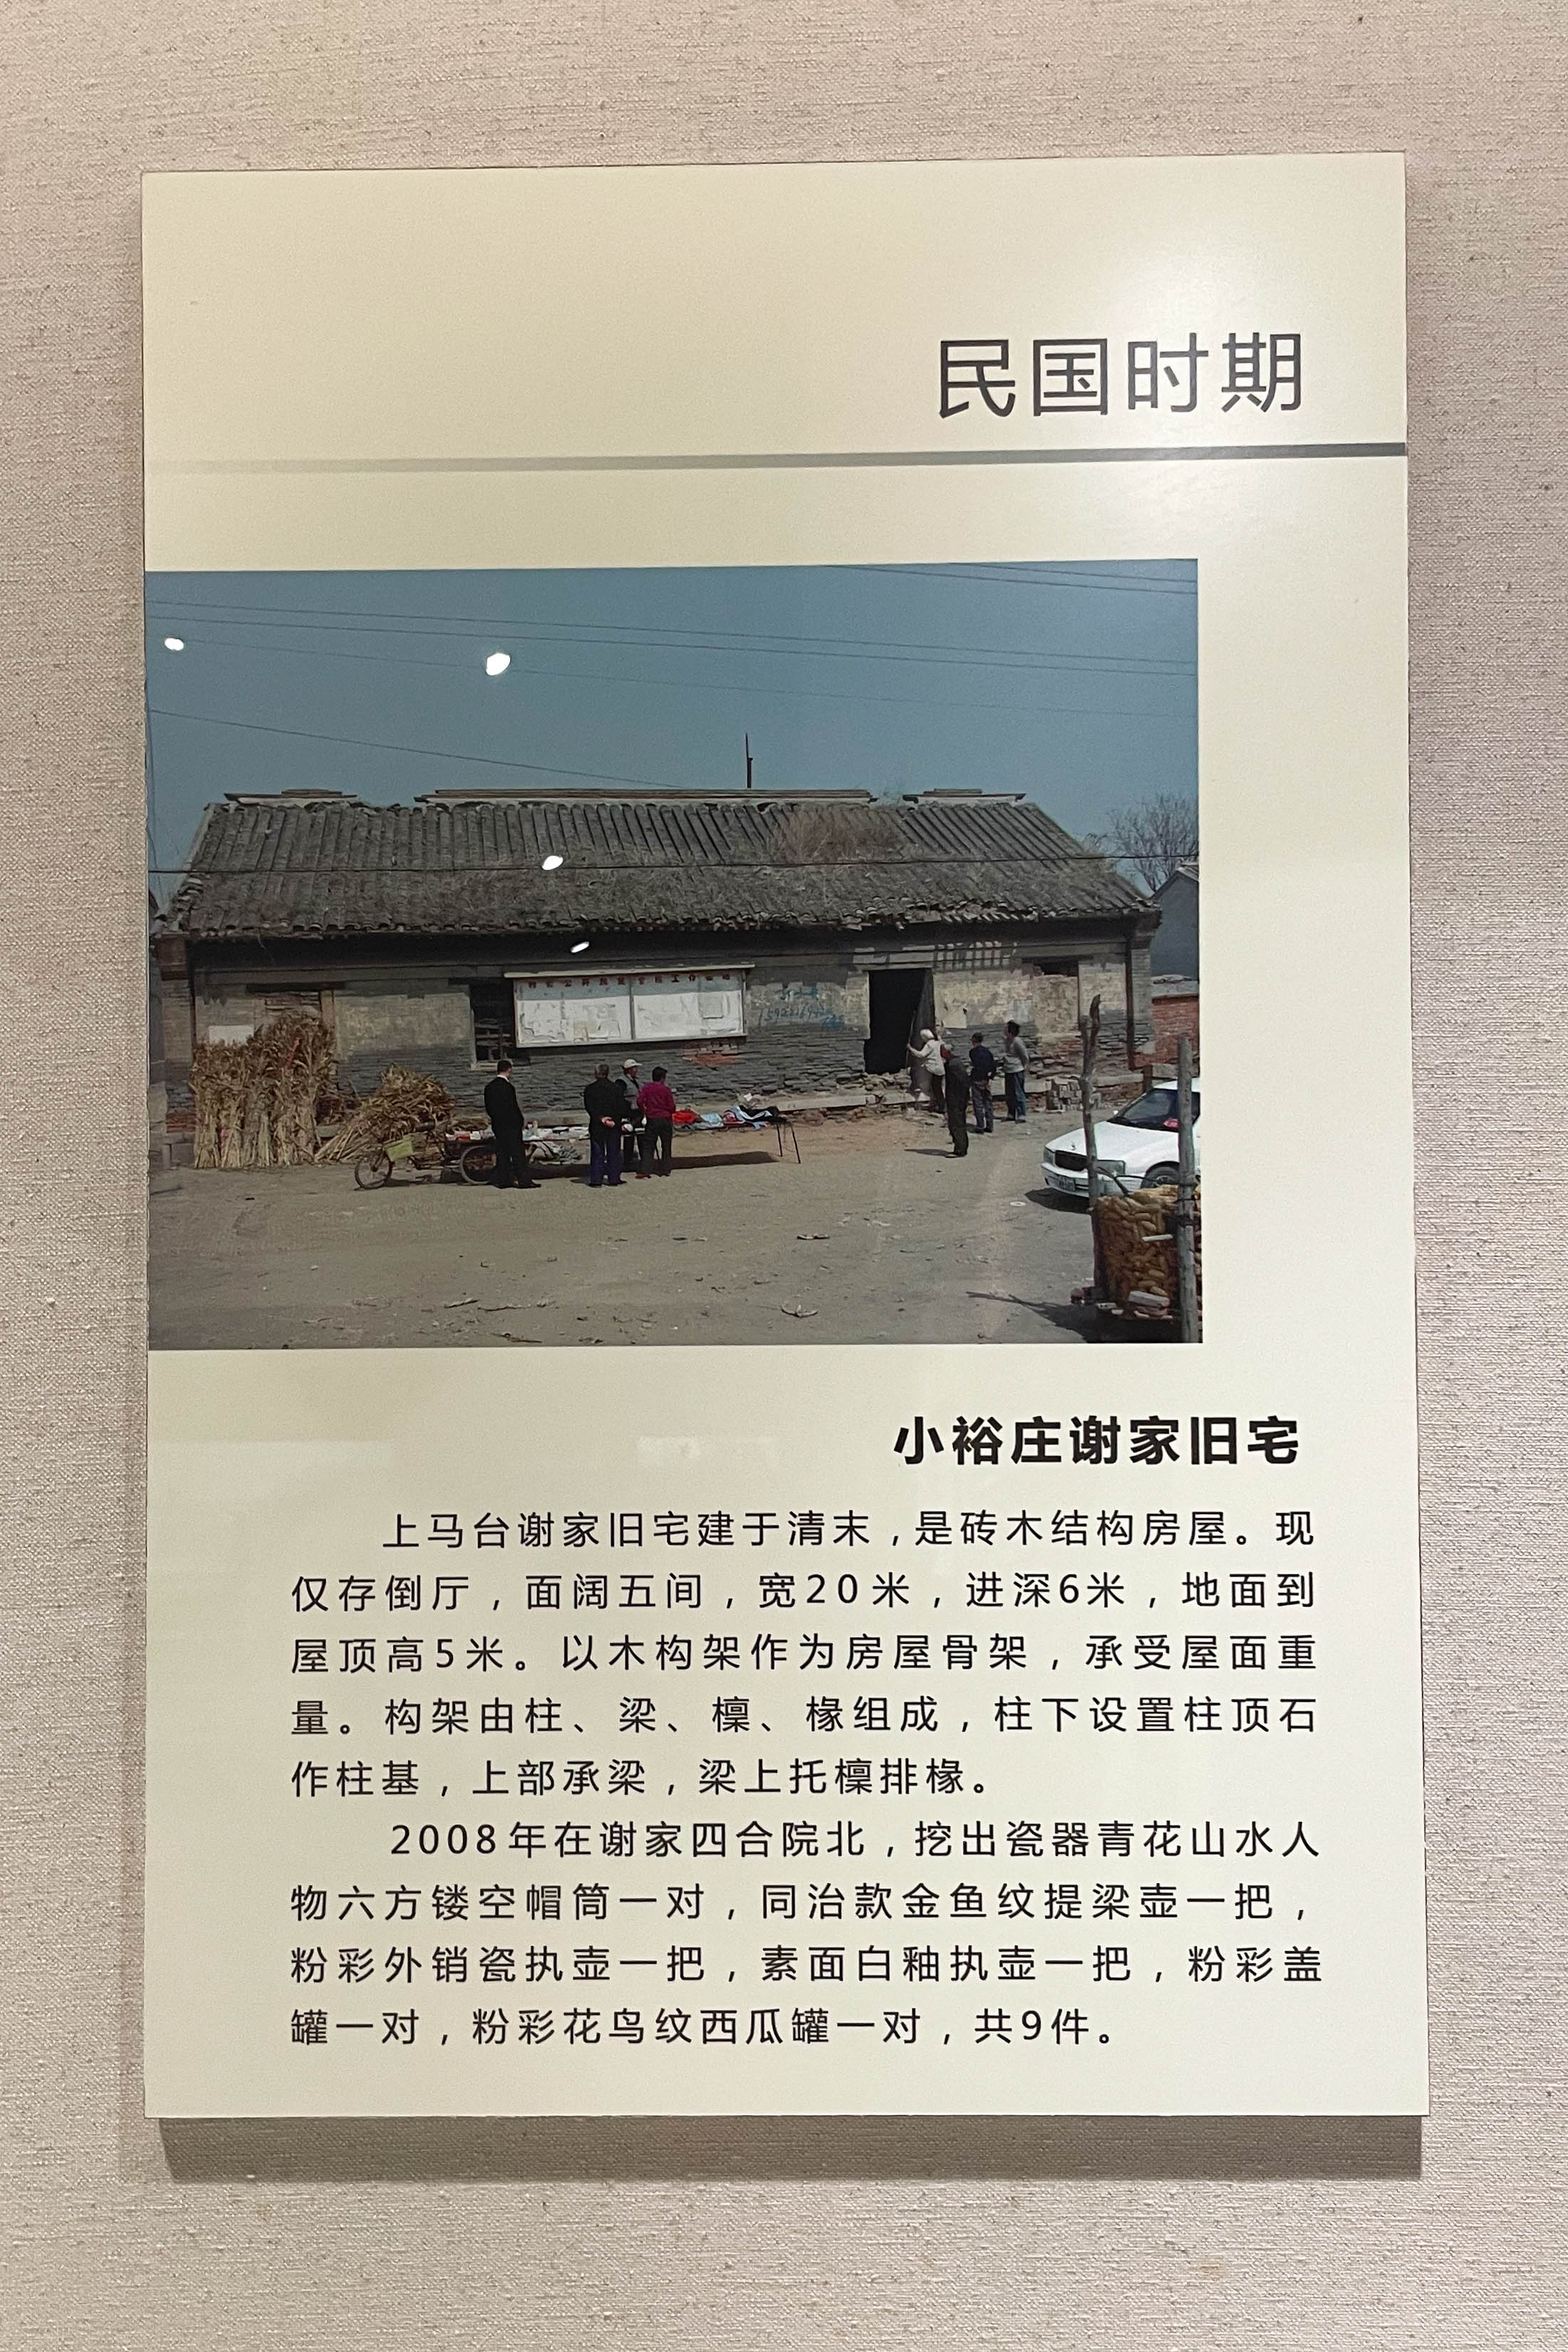 民国时期
小裕庄谢家旧宅
上马台谢家旧宅建于清末,是砖木结构房屋。现
仅存倒厅,面阔五间,宽20米,进深6米,地面到
屋顶高5米。以木构架作为房屋骨架,承受屋面重
量。构架由柱、梁、檩、椽组成,柱下设置柱顶石
作柱基,上部承梁,梁上托檩排椽。
2008年在谢家四合院北,挖出瓷器青花山水人
物六方镂空帽筒一对,同治款金鱼纹提梁壶一把,
粉彩外销瓷执壶一把,素面白釉执壶一把,粉彩盖
罐一对,粉彩花鸟纹西瓜罐一对,共9件。